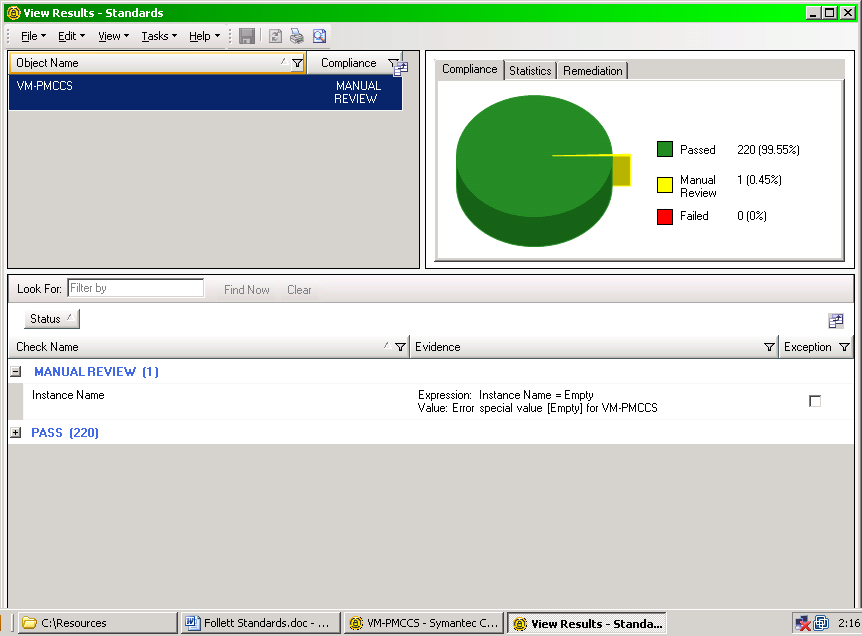 View Results - Standards
File Edit View Tasks Help
Object Name Compliance
VM-PMCCS MANUAL
REVIEW
Compliance Statistics Remediation
Passed 220 (99.55%)
Manual
Review 1 (0.45%)
Failed 0 (0%)
Look For: Filter by Find Now Clear
Status
Check Name Evidence Exception
MANUAL REVIEW (1)
Instance Name Expression: Instance Name = Empty
Value: Error special value [Empty] for VM-PMCCS
PASS (220)
C:\Resources Follett Standards.doc - ... VM-PMCCS - Symantec C... View Results - Standa... 2:16